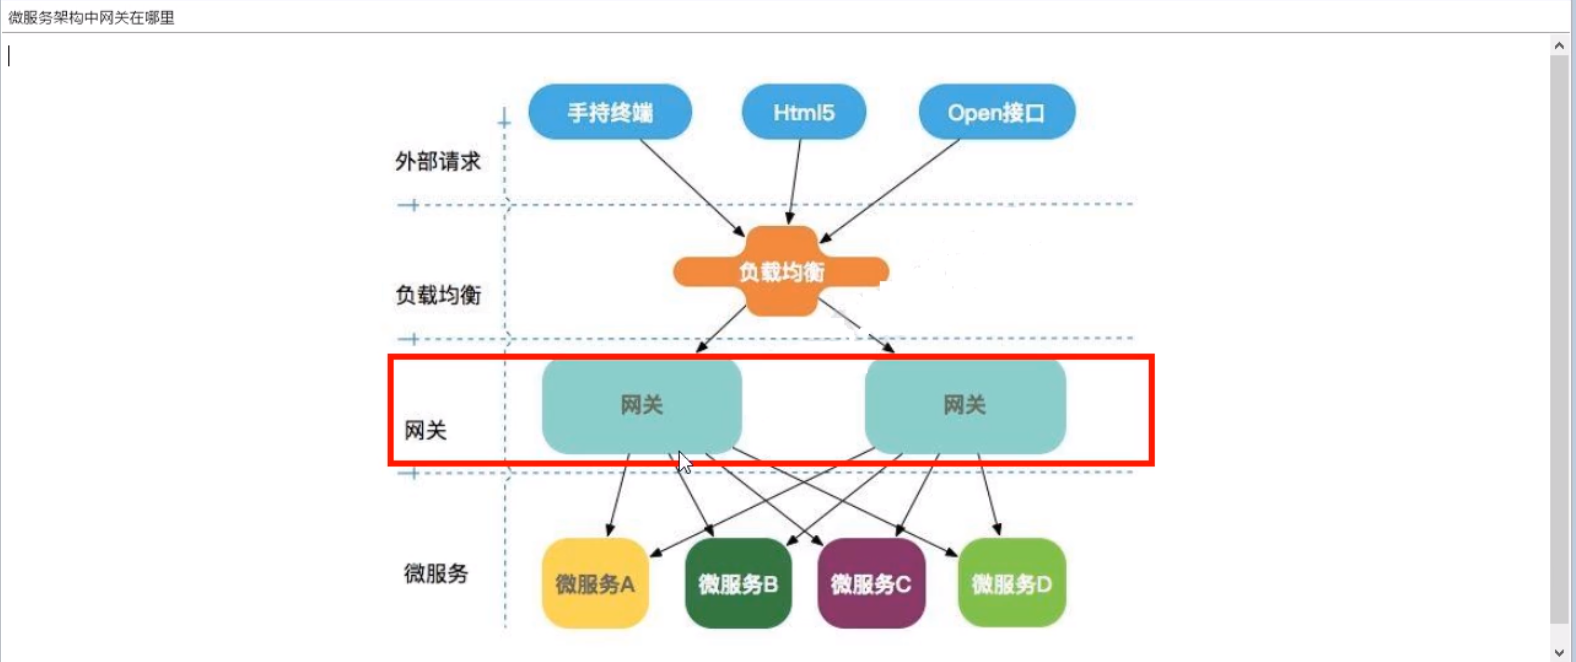 微服务架构中网关在哪里
手持终端
Html5
Open接口
外部请求
负载均衡
负载均衡
网关
网关
网关
微服务
微服务A
微服务B
微服务C
微服务D